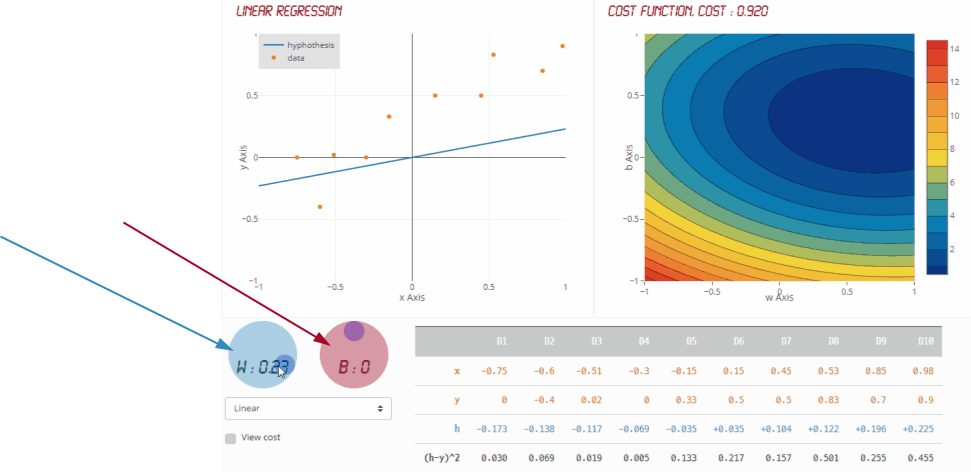 LINEAR REGRESSION
COST FUNCTION. COST : 0.920
hyphothesis
data
1
0.5
0
−0.5
−1
y Axis
−1 −0.5 0 0.5 1
x Axis
1
0.5
0
−0.5
−1
b Axis
−1 −0.5 0 0.5 1
w Axis
14
12
10
8
6
4
2
W : 0.23
B : 0
Linear
View cost
D1 D2 D3 D4 D5 D6 D7 D8 D9 D10
x −0.75 −0.6 −0.51 −0.3 −0.15 0.15 0.45 0.53 0.85 0.98
y 0 −0.4 0.02 0 0.33 0.5 0.5 0.83 0.7 0.9
h −0.173 −0.138 −0.117 −0.069 −0.035 +0.035 +0.104 +0.122 +0.196 +0.225
(h-y)^2 0.030 0.069 0.019 0.005 0.133 0.217 0.157 0.501 0.255 0.455